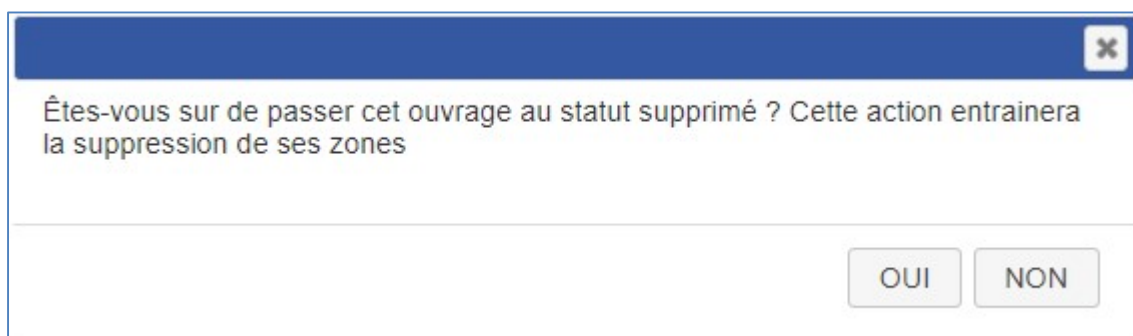 Êtes-vous sur de passer cet ouvrage au statut supprimé ? Cette action entrainera
la suppression de ses zones
OUI
NON